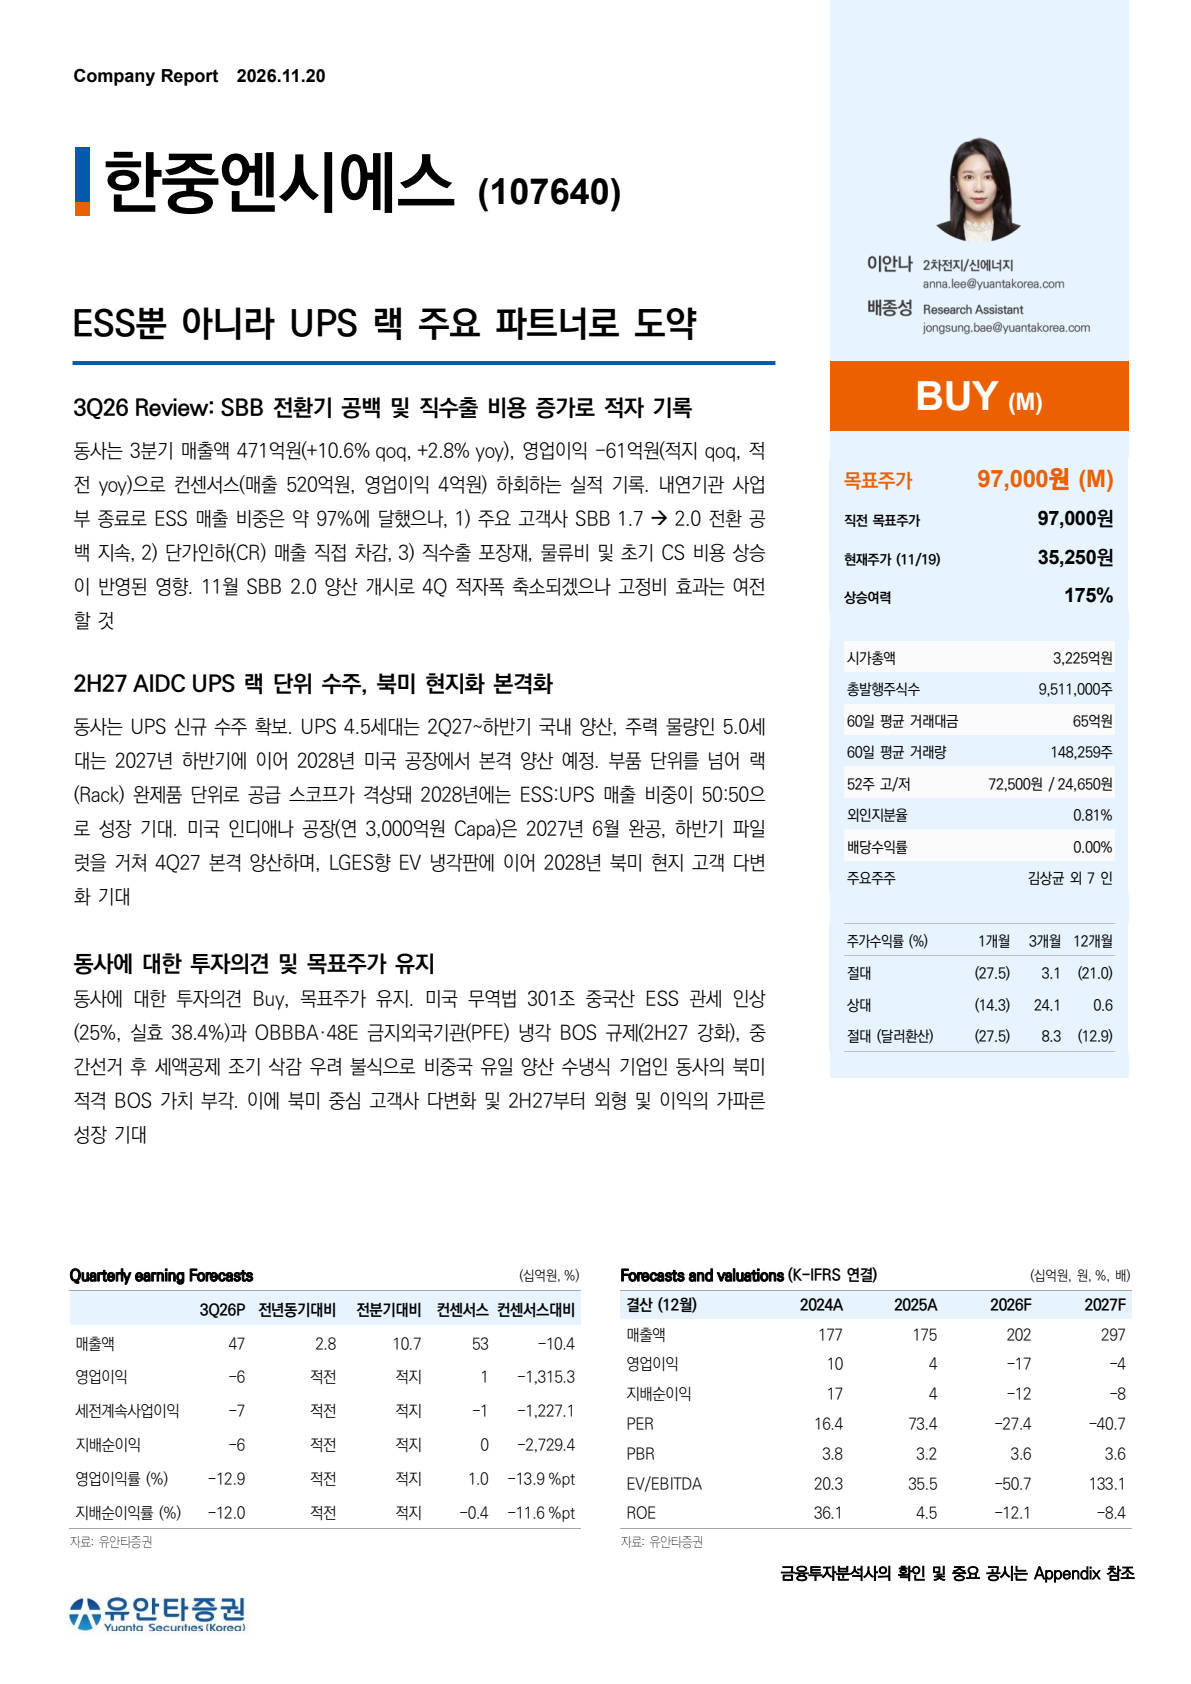 Company Report 2026.11.20
한중엔시에스 (107640)
ESS뿐 아니라 UPS 랙 주요 파트너로 도약
3Q26 Review: SBB 전환기 공백 및 직수출 비용 증가로 적자 기록
동사는 3분기 매출액 471억원(+10.6% qoq, +2.8% yoy), 영업이익 -61억원(적지 qoq, 적
전 yoy)으로 컨센서스(매출 520억원, 영업이익 4억원) 하회하는 실적 기록. 내연기관 사업
부 종료로 ESS 매출 비중은 약 97%에 달했으나, 1) 주요 고객사 SBB 1.7 → 2.0 전환 공
백 지속, 2) 단가인하(CR) 매출 직접 차감, 3) 직수출 포장재, 물류비 및 초기 CS 비용 상승
이 반영된 영향. 11월 SBB 2.0 양산 개시로 4Q 적자폭 축소되겠으나 고정비 효과는 여전
할 것
2H27 AIDC UPS 랙 단위 수주, 북미 현지화 본격화
동사는 UPS 신규 수주 확보. UPS 4.5세대는 2Q27~하반기 국내 양산, 주력 물량인 5.0세
대는 2027년 하반기에 이어 2028년 미국 공장에서 본격 양산 예정. 부품 단위를 넘어 랙
(Rack) 완제품 단위로 공급 스코프가 격상돼 2028년에는 ESS:UPS 매출 비중이 50:50으
로 성장 기대. 미국 인디애나 공장(연 3,000억원 Capa)은 2027년 6월 완공, 하반기 파일
럿을 거쳐 4Q27 본격 양산하며, LGES향 EV 냉각판에 이어 2028년 북미 현지 고객 다변
화 기대
동사에 대한 투자의견 및 목표주가 유지
동사에 대한 투자의견 Buy, 목표주가 유지. 미국 무역법 301조 중국산 ESS 관세 인상
(25%, 실효 38.4%)과 OBBBA·48E 금지외국기관(PFE) 냉각 BOS 규제(2H27 강화), 중
간선거 후 세액공제 조기 삭감 우려 불식으로 비중국 유일 양산 수냉식 기업인 동사의 북미
적격 BOS 가치 부각. 이에 북미 중심 고객사 다변화 및 2H27부터 외형 및 이익의 가파른
성장 기대
이안나 2차전지/신에너지
anna.lee@yuantakorea.com
배종성 Research Assistant
jongsung.bae@yuantakorea.com
BUY (M)
목표주가 97,000원 (M)
직전 목표주가 97,000원
현재주가 (11/19) 35,250원
상승여력 175%
시가총액 3,225억원
총발행주식수 9,511,000주
60일 평균 거래대금 65억원
60일 평균 거래량 148,259주
52주 고/저 72,500원 / 24,650원
외인지분율 0.81%
배당수익률 0.00%
주요주주 김상균 외 7 인
주가수익률 (%) 1개월 3개월 12개월
절대 (27.5) 3.1 (21.0)
상대 (14.3) 24.1 0.6
절대 (달러환산) (27.5) 8.3 (12.9)
Quarterly earning Forecasts (십억원, %)
3Q26P 전년동기대비 전분기대비 컨센서스 컨센서스대비
매출액 47 2.8 10.7 53 -10.4
영업이익 -6 적전 적지 1 -1,315.3
세전계속사업이익 -7 적전 적지 -1 -1,227.1
지배순이익 -6 적전 적지 0 -2,729.4
영업이익률 (%) -12.9 적전 적지 1.0 -13.9 %pt
지배순이익률 (%) -12.0 적전 적지 -0.4 -11.6 %pt
자료: 유안타증권
Forecasts and valuations (K-IFRS 연결) (십억원, 원, %, 배)
결산 (12월) 2024A 2025A 2026F 2027F
매출액 177 175 202 297
영업이익 10 4 -17 -4
지배순이익 17 4 -12 -8
PER 16.4 73.4 -27.4 -40.7
PBR 3.8 3.2 3.6 3.6
EV/EBITDA 20.3 35.5 -50.7 133.1
ROE 36.1 4.5 -12.1 -8.4
자료: 유안타증권
금융투자분석사의 확인 및 중요 공시는 Appendix 참조
유안타증권
Yuanta Securities (Korea)